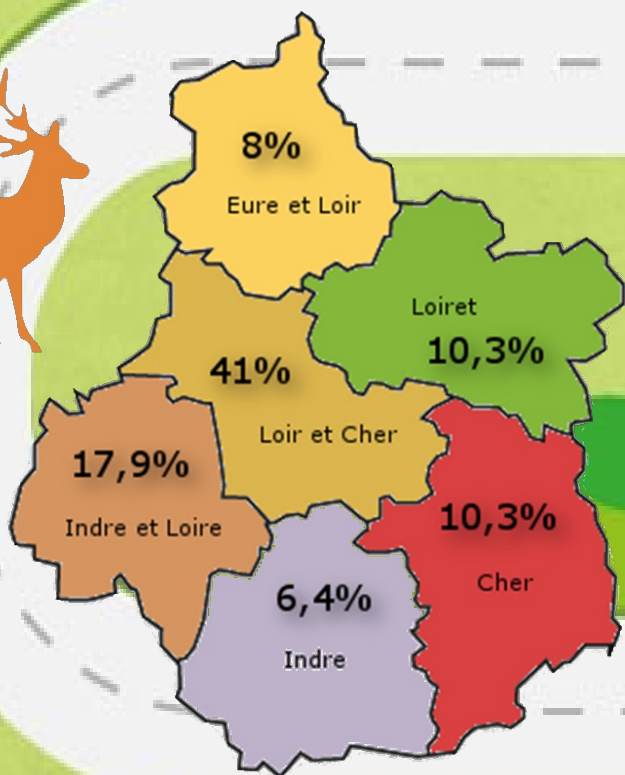 8%
Eure et Loir
Loiret
10,3%
41%
Loir et Cher
17,9%
Indre et Loire
10,3%
Cher
6,4%
Indre